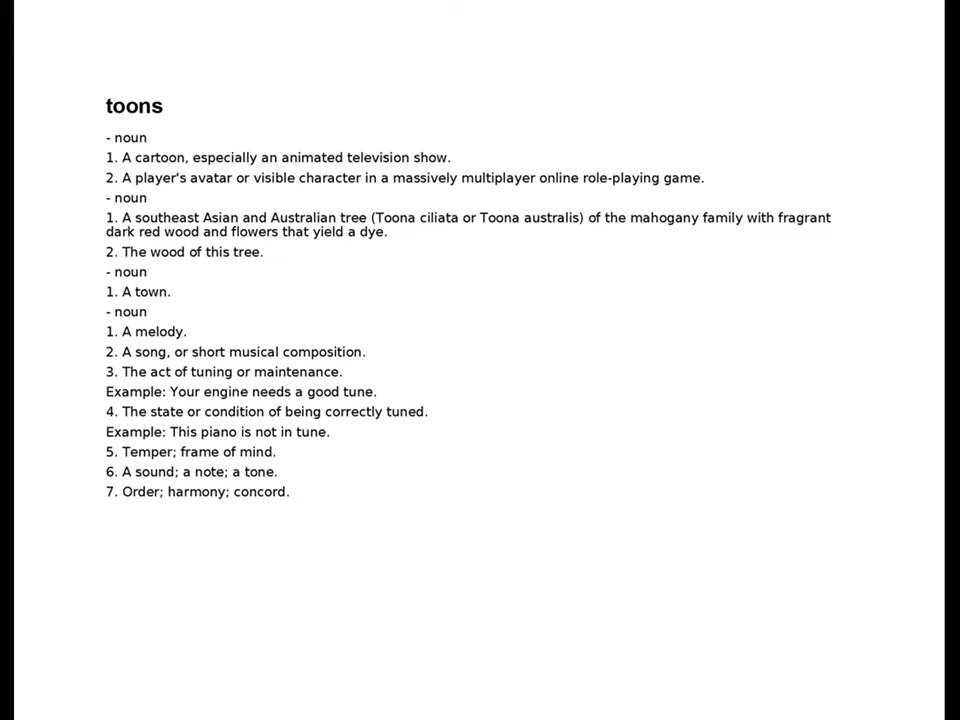 toons
- noun
1. A cartoon, especially an animated television show.
2. A player's avatar or visible character in a massively multiplayer online role-playing game.
- noun
1. A southeast Asian and Australian tree (Toona ciliata or Toona australis) of the mahogany family with fragrant
dark red wood and flowers that yield a dye.
2. The wood of this tree.
- noun
1. A town.
- noun
1. A melody.
2. A song, or short musical composition.
3. The act of tuning or maintenance.
Example: Your engine needs a good tune.
4. The state or condition of being correctly tuned.
Example: This piano is not in tune.
5. Temper; frame of mind.
6. A sound; a note; a tone.
7. Order; harmony; concord.